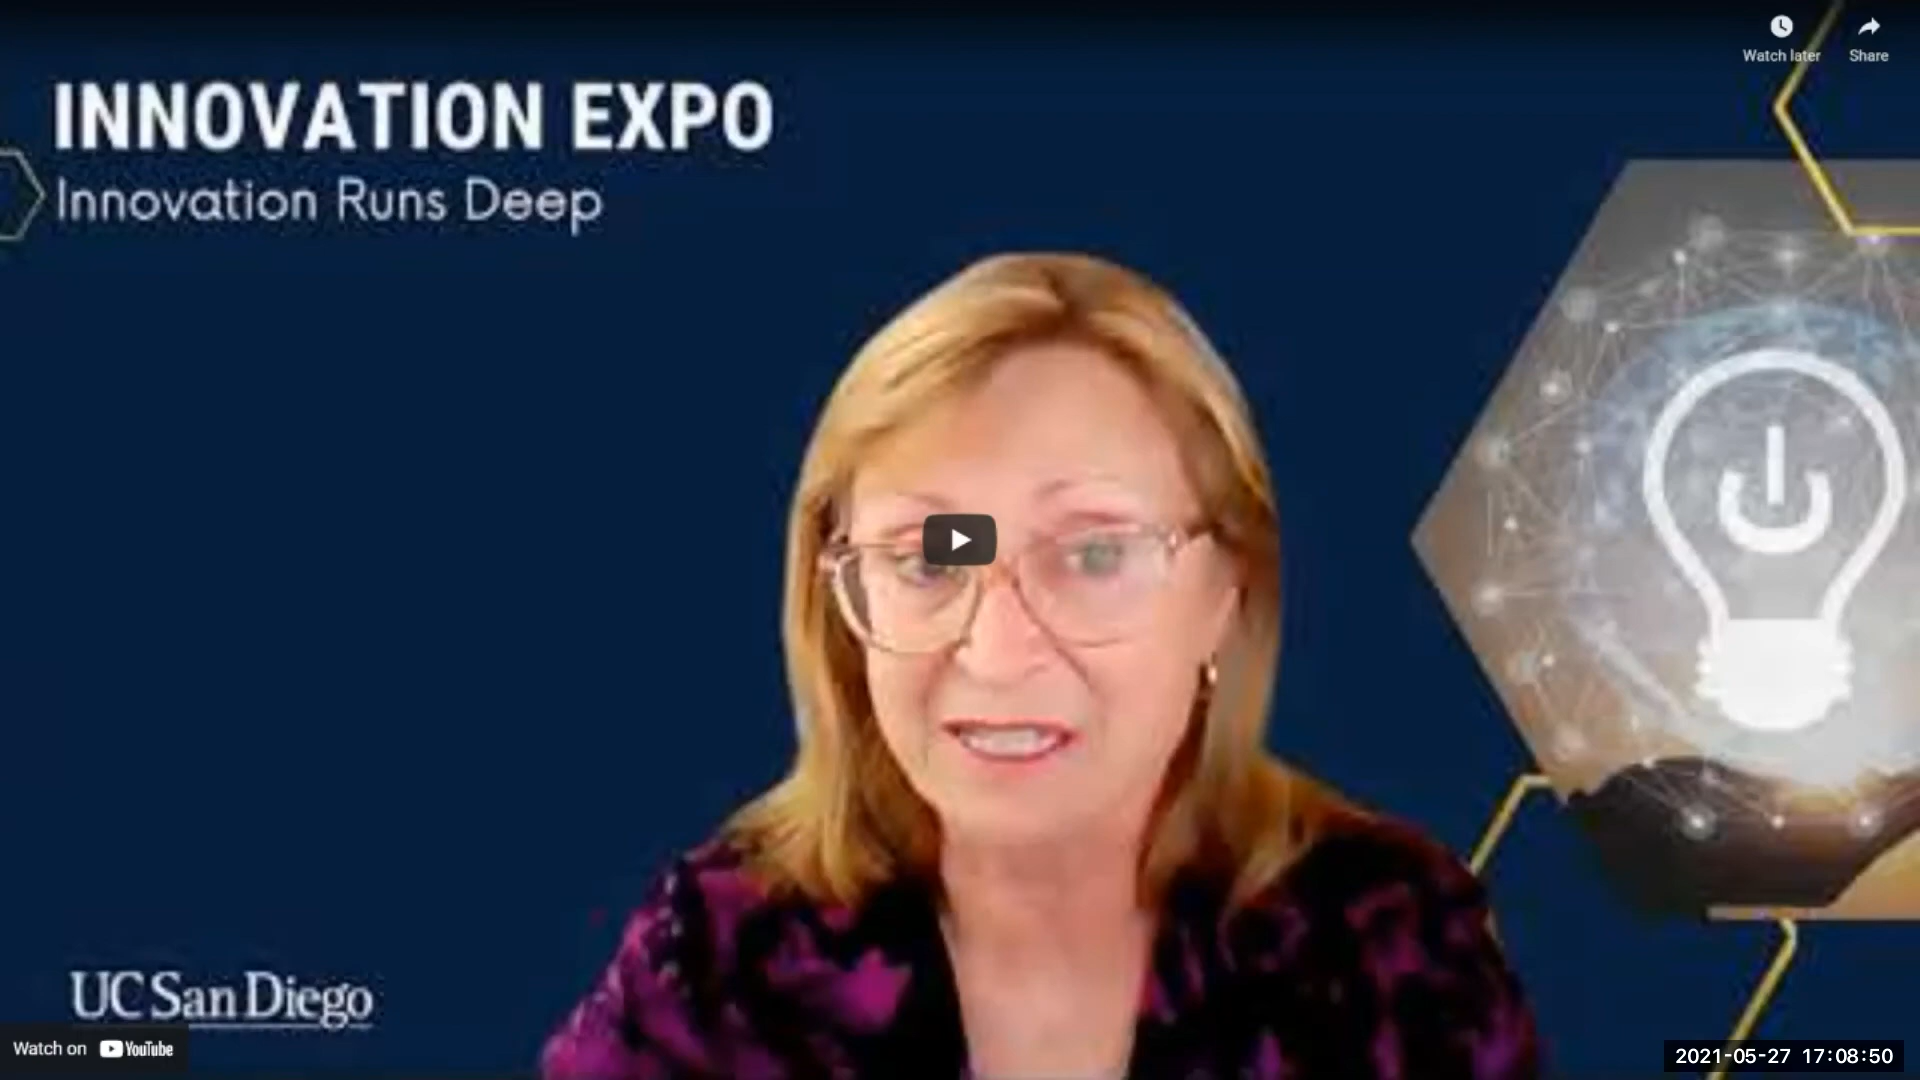 Watch later
Share
INNOVATION EXPO
Innovation Runs Deep
UC San Diego
Watch on YouTube
2021-05-27 17:08:50